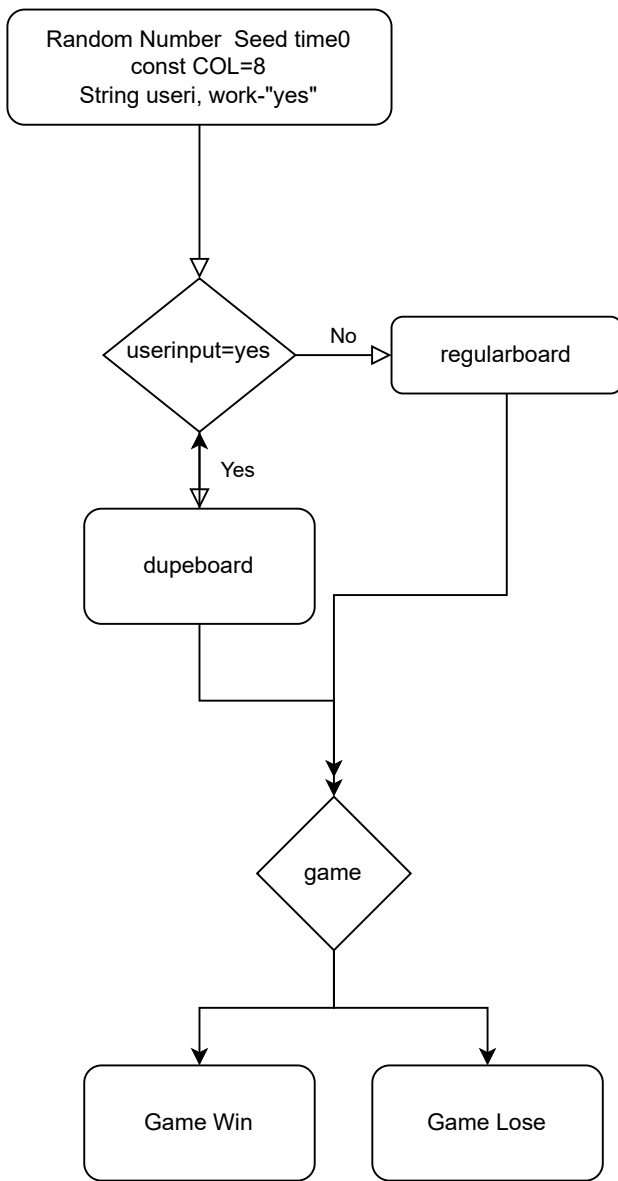 Random Number  Seed time0
const COL=8
String useri, work-"yes"
userinput=yes
No
regularboard
Yes
dupeboard
game
Game Win
Game Lose